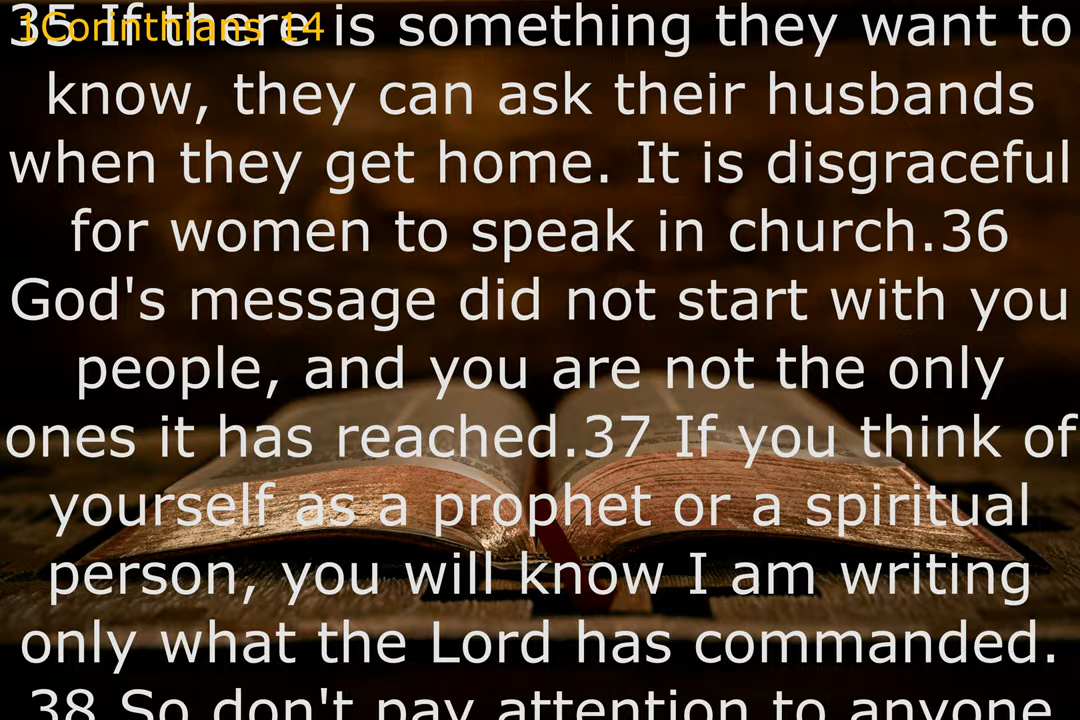 1Corinthians 14
35 If there is something they want to
know, they can ask their husbands
when they get home. It is disgraceful
for women to speak in church.36
God's message did not start with you
people, and you are not the only
ones it has reached.37 If you think of
yourself as a prophet or a spiritual
person, you will know I am writing
only what the Lord has commanded.
38 So don't pay attention to anyone